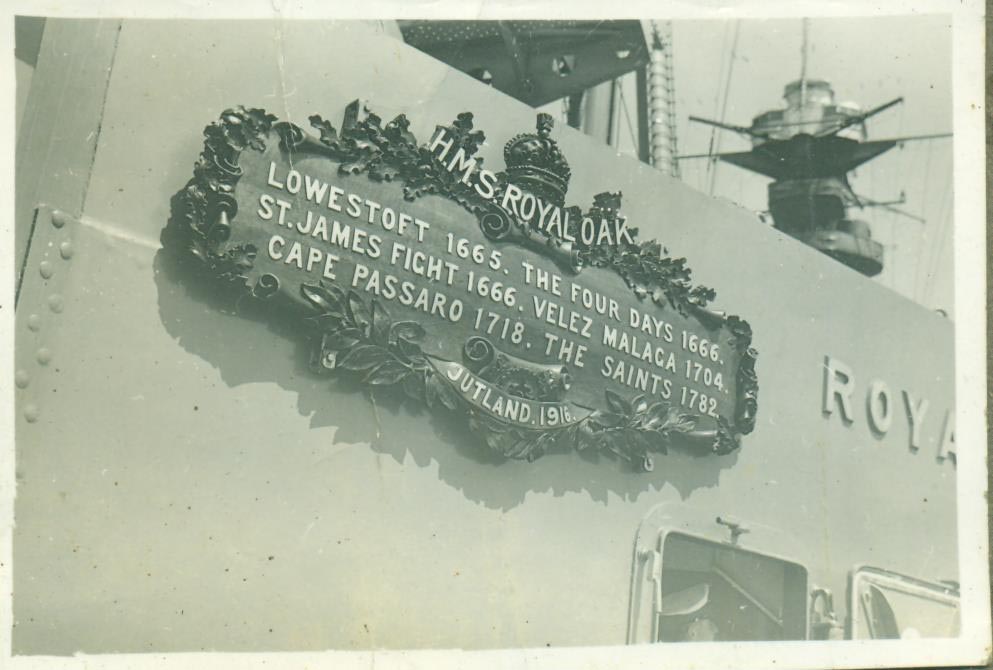 H.M.S. ROYAL OAK
LOWESTOFT 1665. THE FOUR DAYS 1666.
ST. JAMES FIGHT 1666. VELEZ MALAGA 1704.
CAPE PASSARO 1718. THE SAINTS 1782.
JUTLAND. 1916.
ROYA